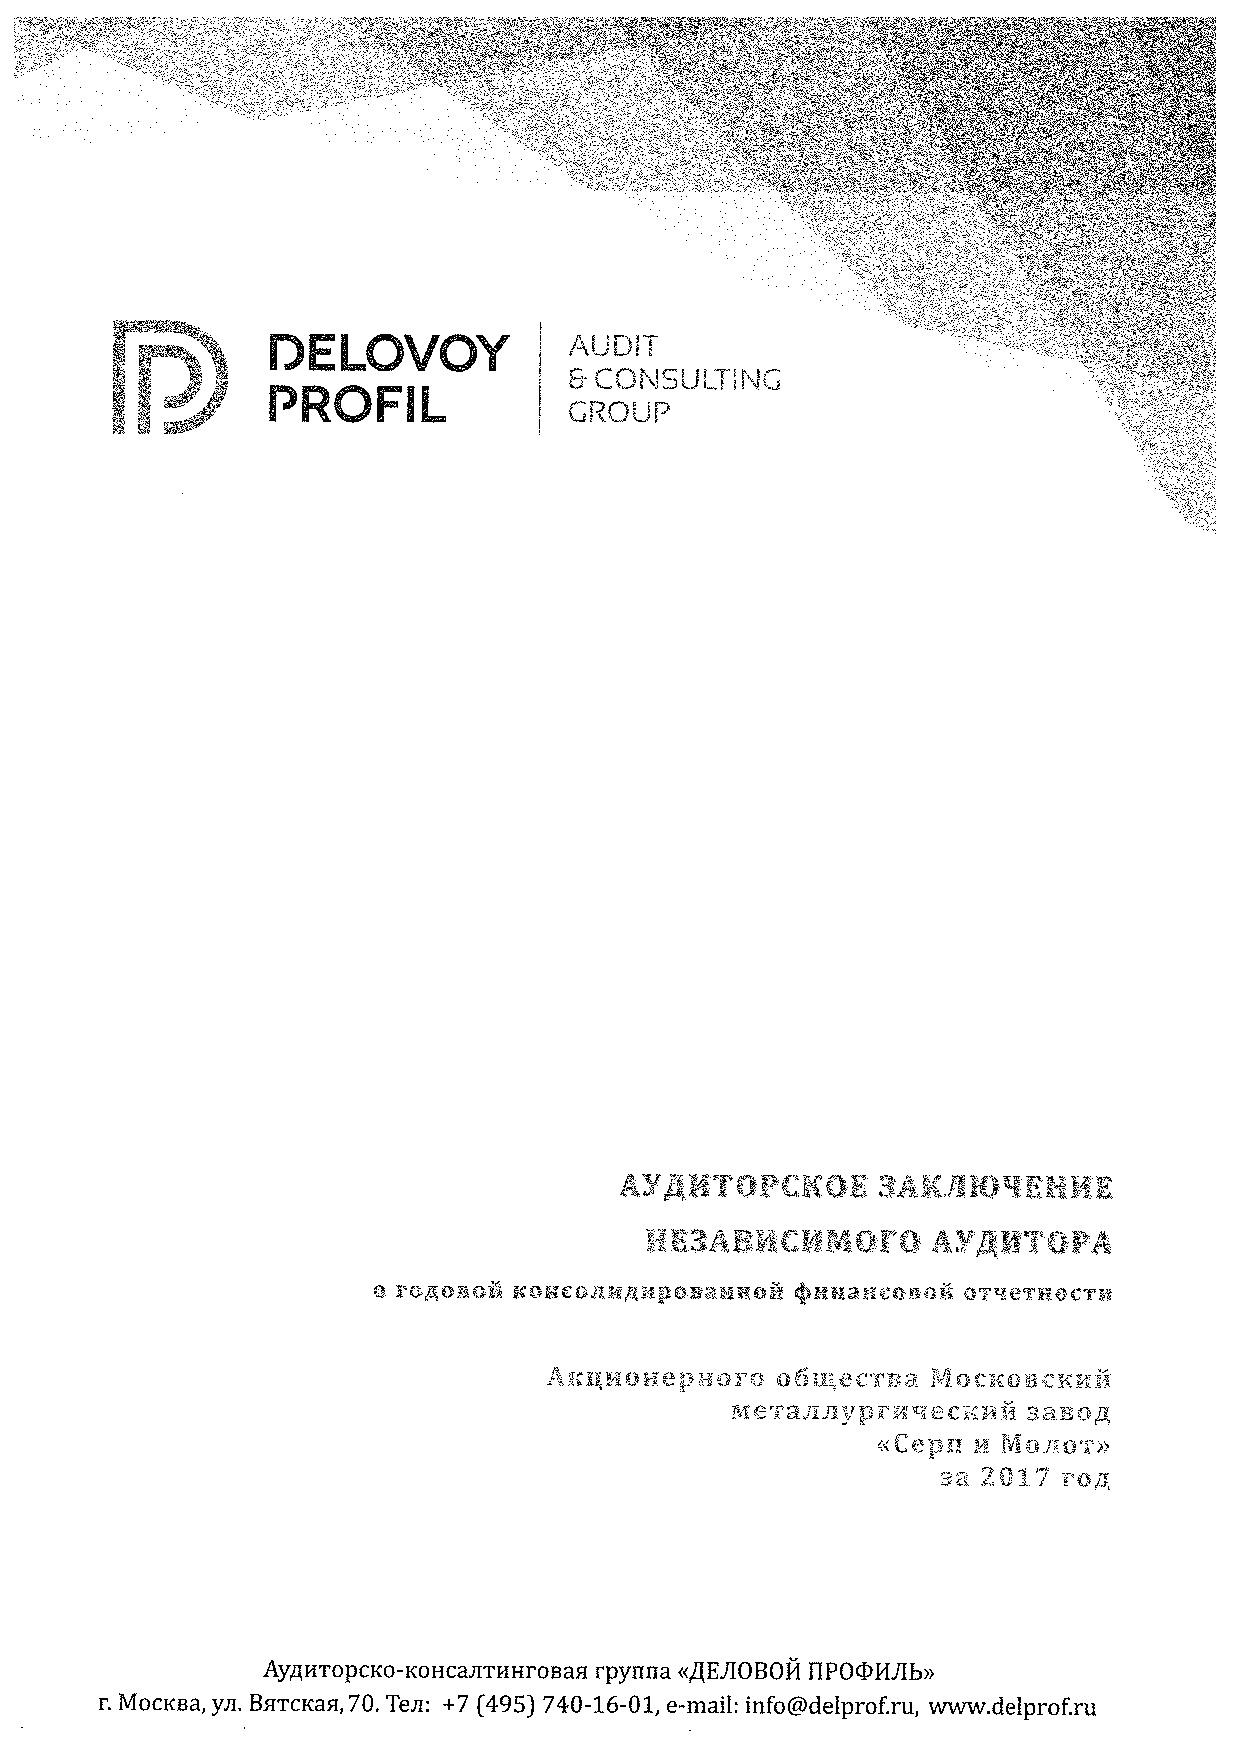 DELOVOY
PROFIL
AUDIT
& CONSULTING
GROUP
АУДИТОРСКОЕ ЗАКЛЮЧЕНИЕ
НЕЗАВИСИМОГО АУДИТОРА
о годовой консолидированной финансовой отчетности
Акционерного общества Московский
металлургический завод
«Серп и Молот»
за 2017 год
Аудиторско-консалтинговая группа «ДЕЛОВОЙ ПРОФИЛЬ»
г. Москва, ул. Вятская, 70. Тел: +7 (495) 740-16-01, e-mail: info@delprof.ru, www.delprof.ru